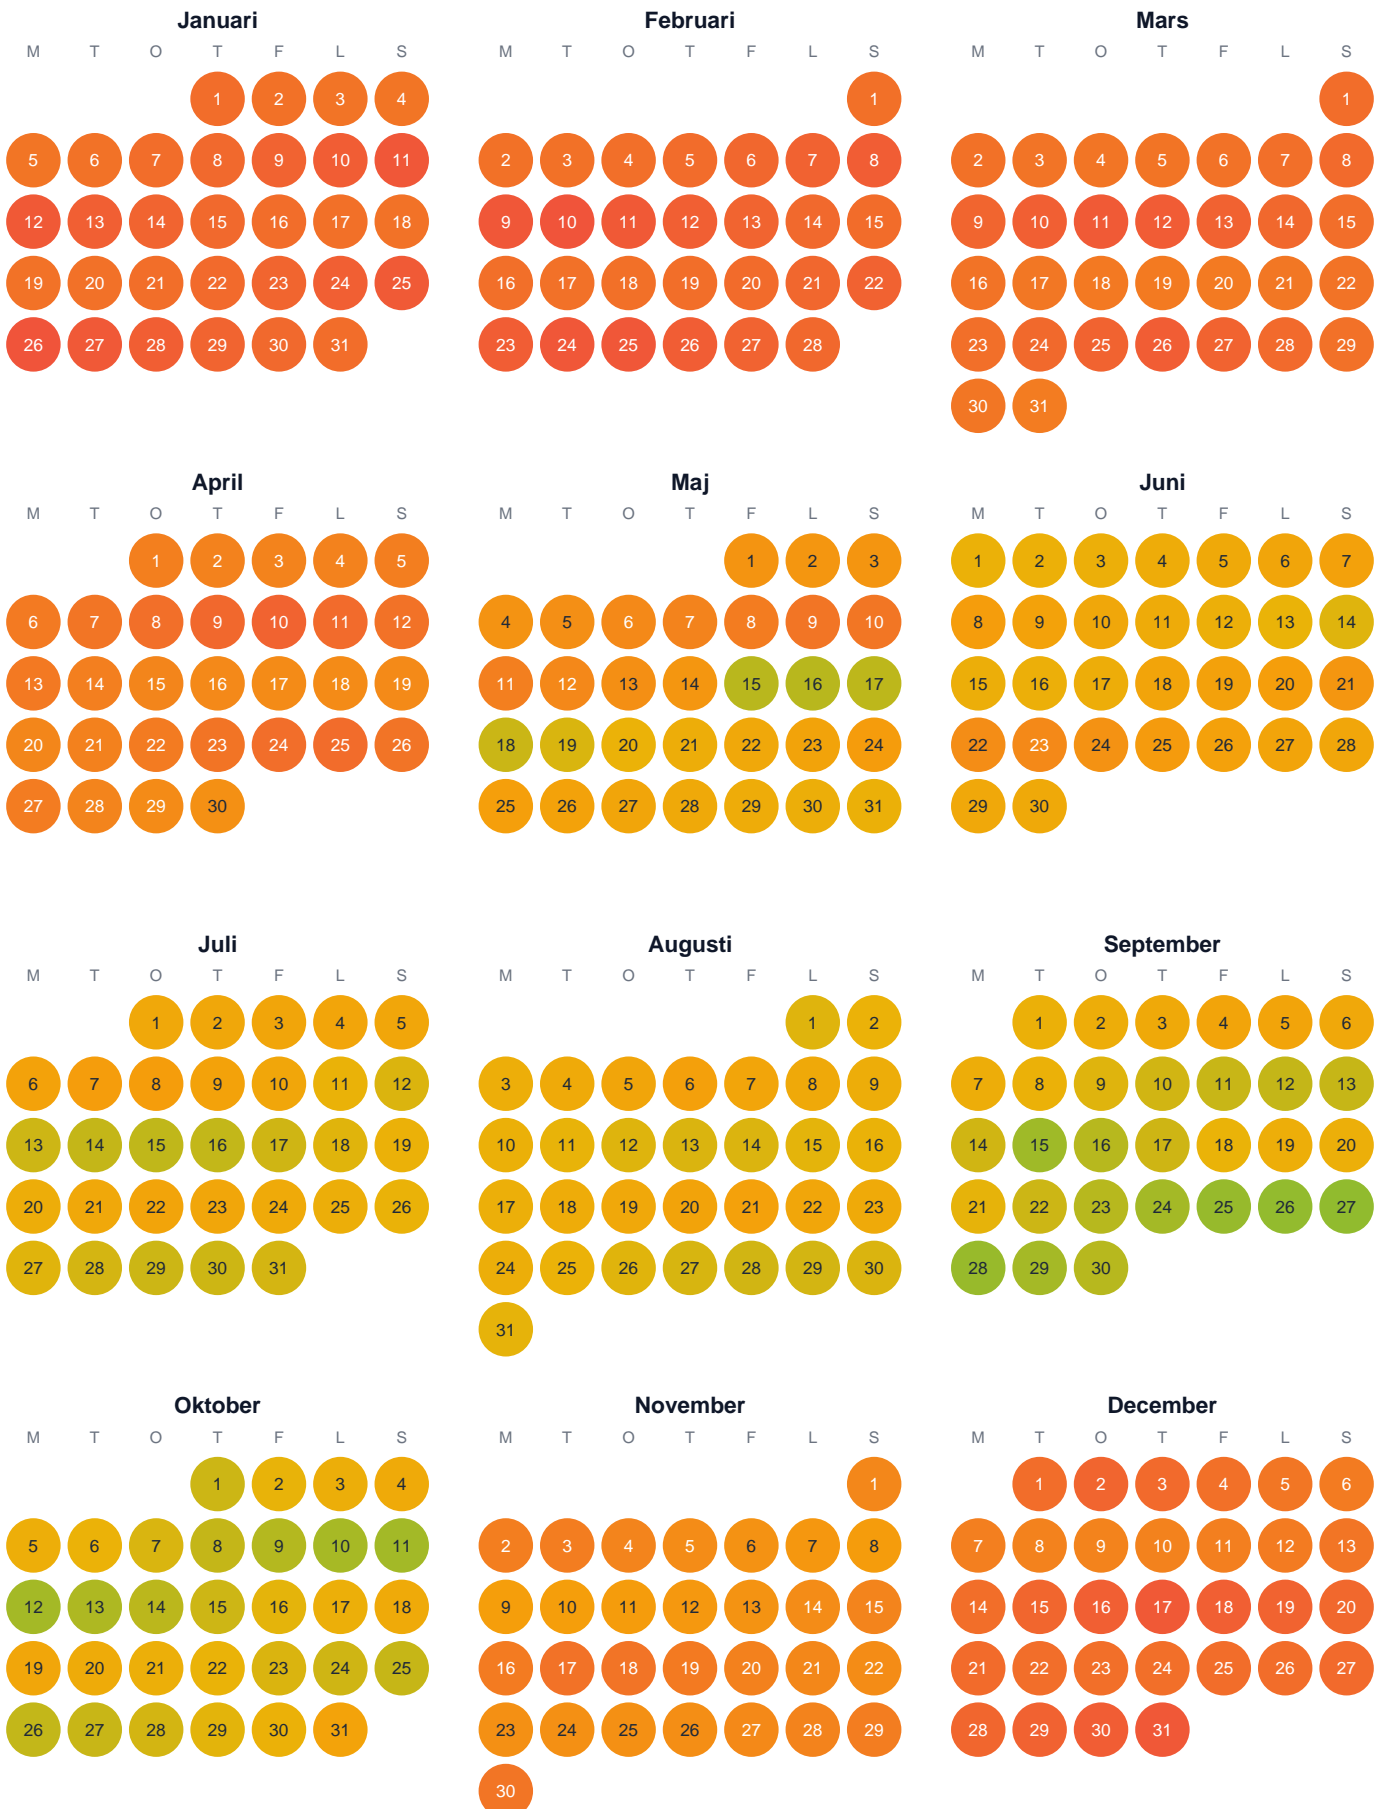 Januari Februari Mars
M T O T F L S M T O T F L S M T O T F L S
1 2 3 4 1 1
5 6 7 8 9 10 11 2 3 4 5 6 7 8 2 3 4 5 6 7 8
12 13 14 15 16 17 18 9 10 11 12 13 14 15 9 10 11 12 13 14 15
19 20 21 22 23 24 25 16 17 18 19 20 21 22 16 17 18 19 20 21 22
26 27 28 29 30 31 23 24 25 26 27 28 23 24 25 26 27 28 29
30 31
April Maj Juni
M T O T F L S M T O T F L S M T O T F L S
1 2 3 4 5 1 2 3 1 2 3 4 5 6 7
6 7 8 9 10 11 12 4 5 6 7 8 9 10 8 9 10 11 12 13 14
13 14 15 16 17 18 19 11 12 13 14 15 16 17 15 16 17 18 19 20 21
20 21 22 23 24 25 26 18 19 20 21 22 23 24 22 23 24 25 26 27 28
27 28 29 30 25 26 27 28 29 30 31 29 30
Juli Augusti September
M T O T F L S M T O T F L S M T O T F L S
1 2 3 4 5 1 2 1 2 3 4 5 6
6 7 8 9 10 11 12 3 4 5 6 7 8 9 7 8 9 10 11 12 13
13 14 15 16 17 18 19 10 11 12 13 14 15 16 14 15 16 17 18 19 20
20 21 22 23 24 25 26 17 18 19 20 21 22 23 21 22 23 24 25 26 27
27 28 29 30 31 24 25 26 27 28 29 30 28 29 30
31
Oktober November December
M T O T F L S M T O T F L S M T O T F L S
1 2 3 4 1 1 2 3 4 5 6
5 6 7 8 9 10 11 2 3 4 5 6 7 8 7 8 9 10 11 12 13
12 13 14 15 16 17 18 9 10 11 12 13 14 15 14 15 16 17 18 19 20
19 20 21 22 23 24 25 16 17 18 19 20 21 22 21 22 23 24 25 26 27
26 27 28 29 30 31 23 24 25 26 27 28 29 28 29 30 31
30